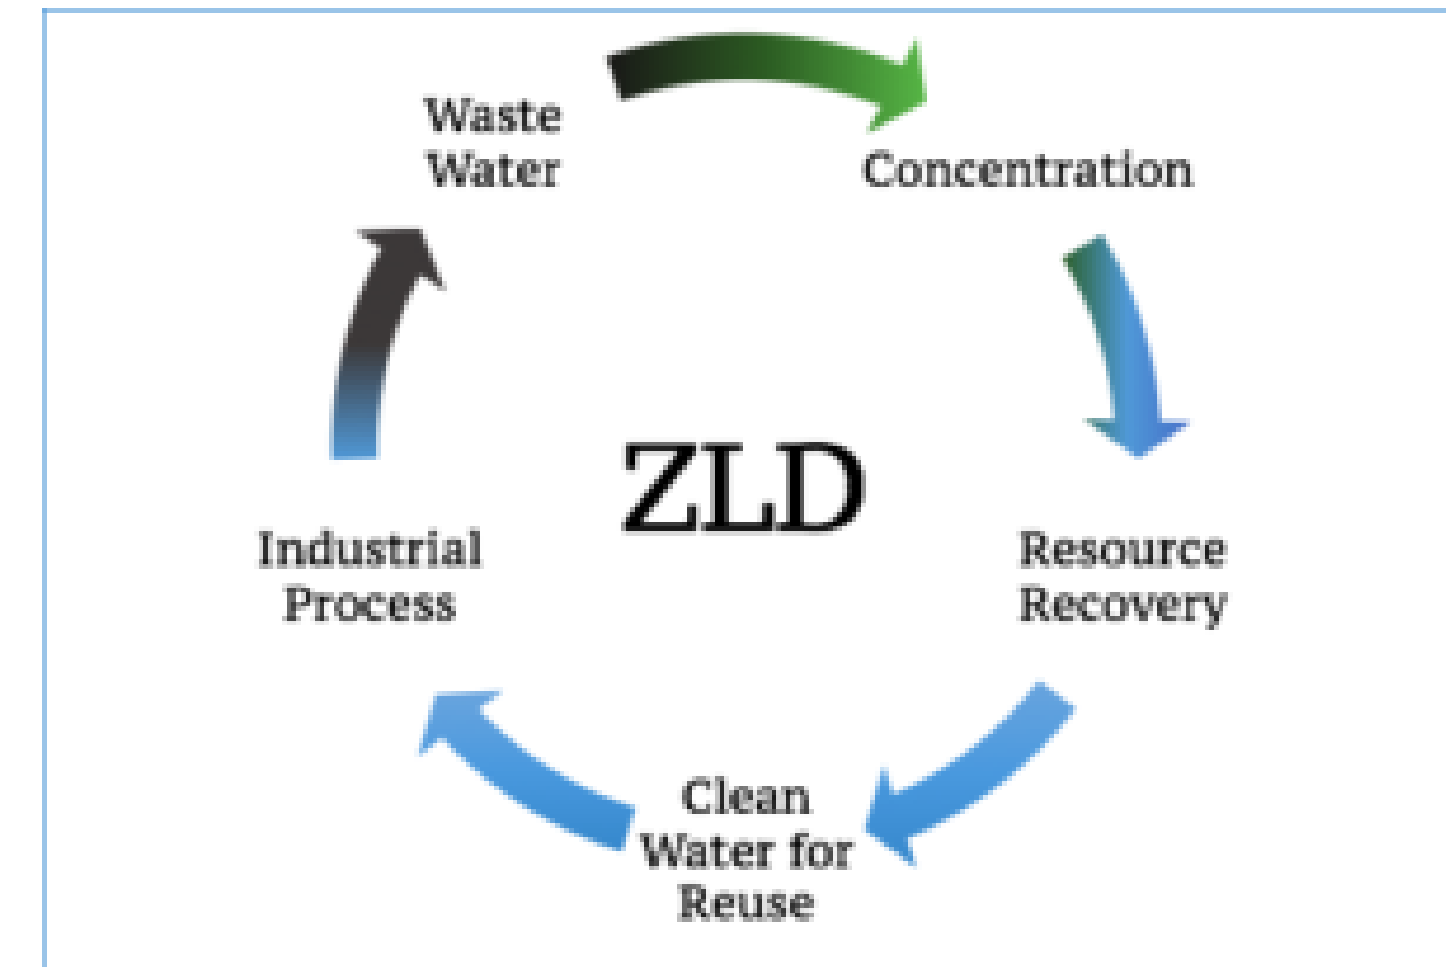 Waste
Water
Concentration
ZLD
Industrial
Process
Resource
Recovery
Clean
Water for
Reuse